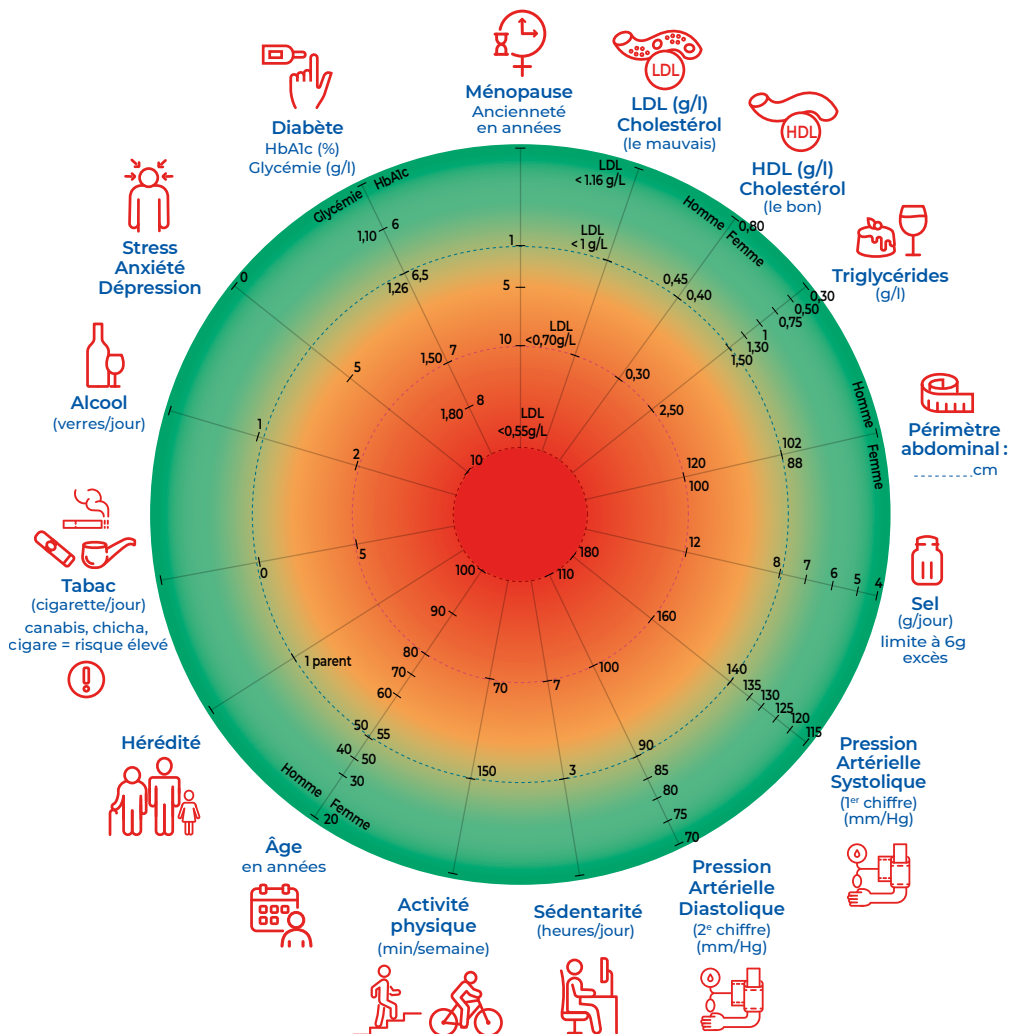 Ménopause
Ancienneté
en années
LDL
LDL (g/l)
Cholestérol
(le mauvais)
HDL
HDL (g/l)
Cholestérol
(le bon)
Triglycérides
(g/l)
Périmètre
abdominal :
cm
Sel
(g/jour)
limite à 6g
excès
Pression
Artérielle
Systolique
(1er chiffre)
(mm/Hg)
Pression
Artérielle
Diastolique
(2e chiffre)
(mm/Hg)
Sédentarité
(heures/jour)
Activité
physique
(min/semaine)
Âge
en années
Hérédité
Tabac
(cigarette/jour)
canabis, chicha,
cigare = risque élevé
Alcool
(verres/jour)
Stress
Anxiété
Dépression
Diabète
HbA1c (%)
Glycémie (g/l)
1
5
10
LDL
< 1.16 g/L
LDL
< 1 g/L
LDL
<0,70g/L
LDL
<0,55g/L
Homme
Femme
0,80
0,45
0,40
0,30
0,30
0,50
0,75
1
1,30
1,50
2,50
Homme
Femme
102
88
120
100
4
5
6
7
8
12
115
120
125
130
135
140
160
180
70
75
80
85
90
100
110
3
7
150
70
Homme
Femme
20
30
40
50
50
55
60
70
80
90
100
1 parent
0
5
1
2
0
5
10
Glycémie
HbA1c
1,10
6
1,26
6,5
1,50
7
1,80
8